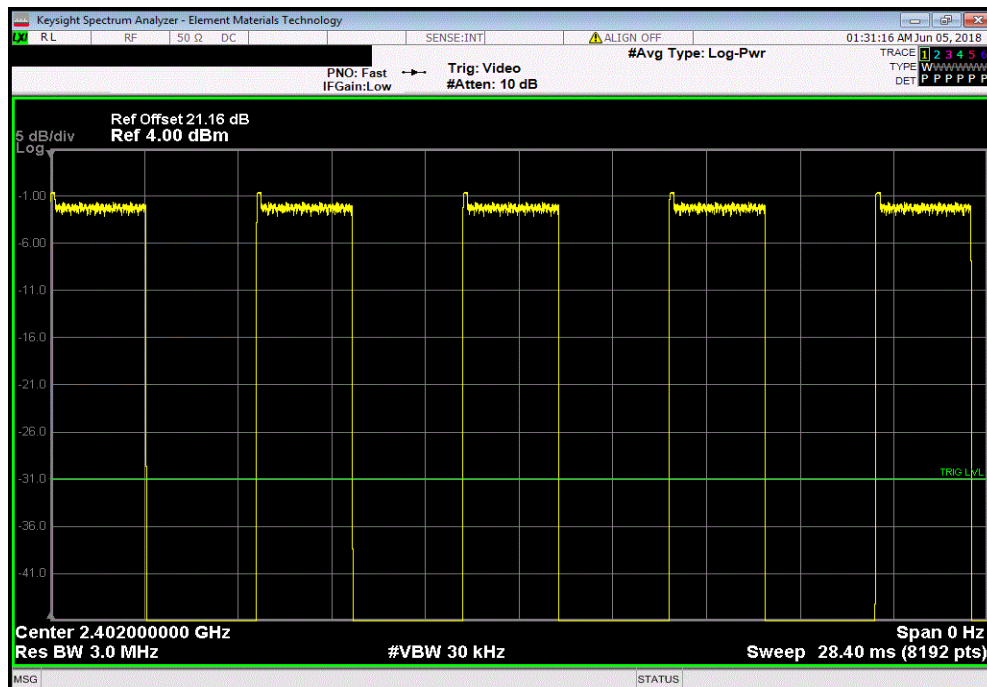 Keysight Spectrum Analyzer - Element Materials Technology
LXI RL RF 50 Ω DC SENSE:INT ALIGN OFF 01:31:16 AM Jun 05, 2018
#Avg Type: Log-Pwr
TRACE 1 2 3 4 5 6
PNO: Fast Trig: Video
TYPE WWWWWW
IFGain:Low #Atten: 10 dB
DET P P P P P P
Ref Offset 21.16 dB
5 dB/div Ref 4.00 dBm
Log
-1.00
-6.00
-11.0
-16.0
-21.0
-26.0
-31.0 TRIG LVL
-36.0
-41.0
Center 2.402000000 GHz Span 0 Hz
Res BW 3.0 MHz #VBW 30 kHz Sweep 28.40 ms (8192 pts)
MSG STATUS